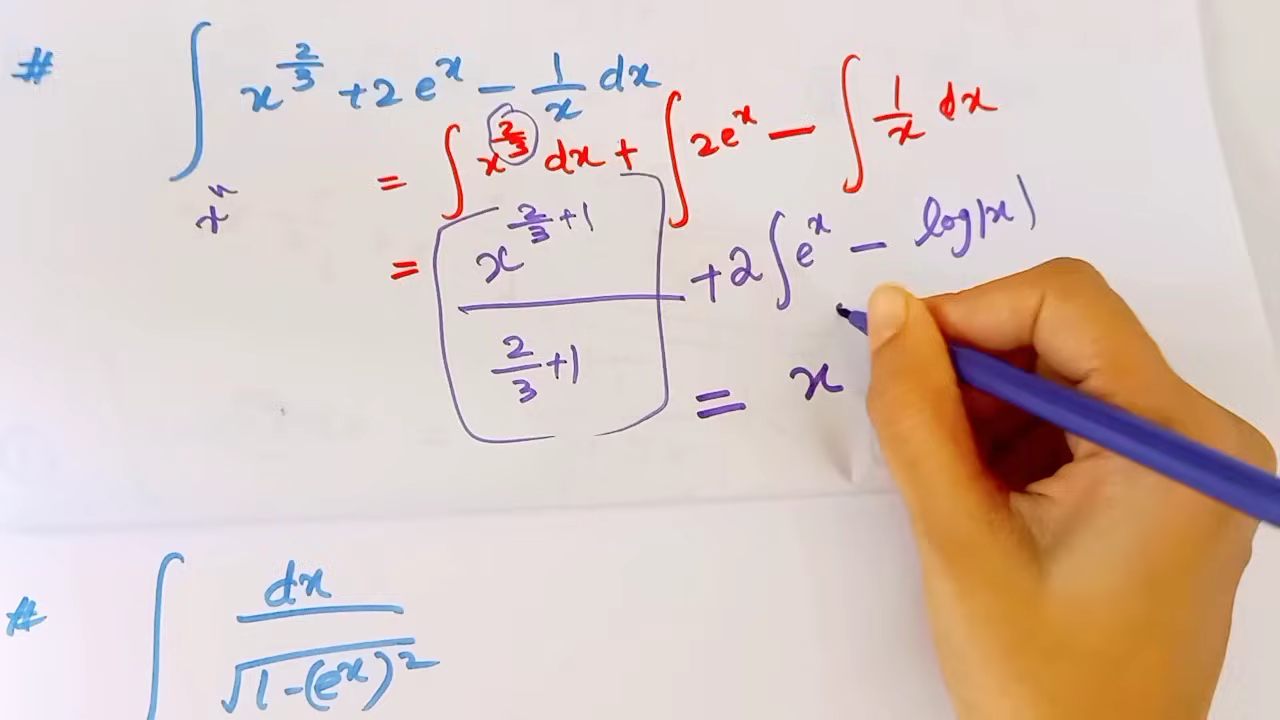 # ∫ x^{2/3} + 2 e^x − 1/x dx
x^n
= ∫ x^{2/3} dx + ∫ 2e^x − ∫ 1/x dx
= x^{2/3 + 1} / (2/3 + 1) + 2 ∫ e^x − log|x|
= x
# ∫ dx / √(1 − (e^x)^2)